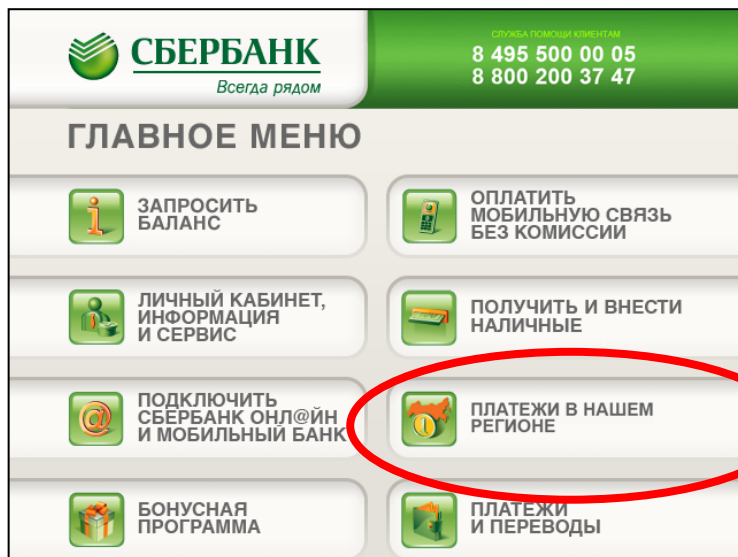 СБЕРБАНК
Всегда рядом
СЛУЖБА ПОМОЩИ КЛИЕНТАМ
8 495 500 00 05
8 800 200 37 47
ГЛАВНОЕ МЕНЮ
ЗАПРОСИТЬ
БАЛАНС
ОПЛАТИТЬ
МОБИЛЬНУЮ СВЯЗЬ
БЕЗ КОМИССИИ
ЛИЧНЫЙ КАБИНЕТ,
ИНФОРМАЦИЯ
И СЕРВИС
ПОЛУЧИТЬ И ВНЕСТИ
НАЛИЧНЫЕ
ПОДКЛЮЧИТЬ
СБЕРБАНК ОНЛ@ЙН
И МОБИЛЬНЫЙ БАНК
ПЛАТЕЖИ В НАШЕМ
РЕГИОНЕ
БОНУСНАЯ
ПРОГРАММА
ПЛАТЕЖИ
И ПЕРЕВОДЫ